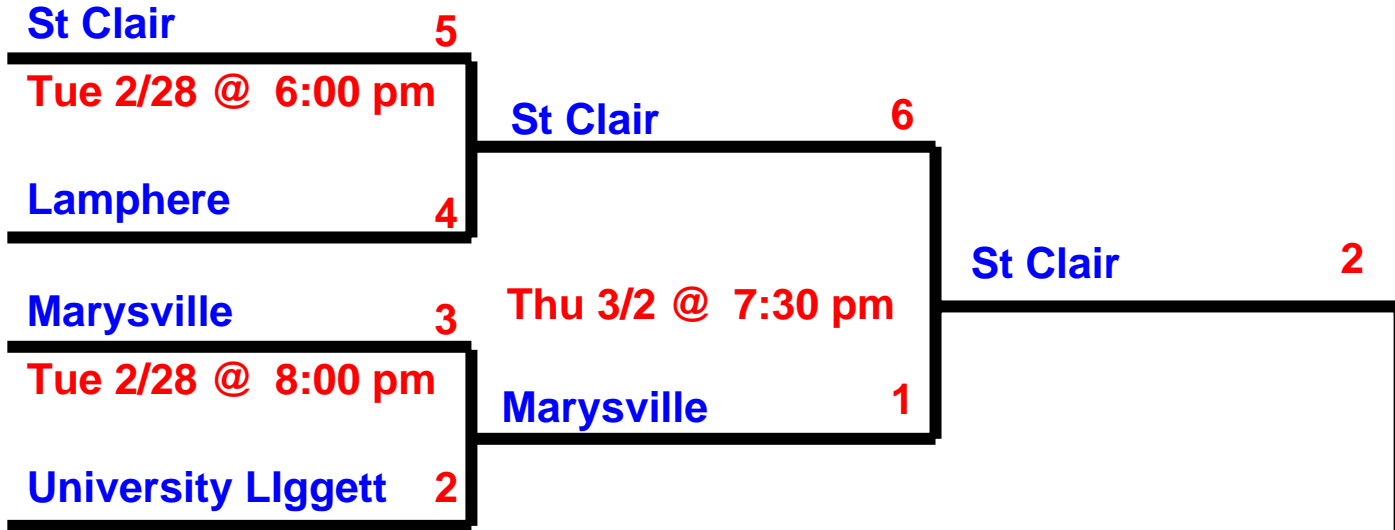 St Clair 5
Tue 2/28 @ 6:00 pm
Lamphere 4
Marysville 3
Tue 2/28 @ 8:00 pm
University LIggett 2
St Clair 6
Thu 3/2 @ 7:30 pm
Marysville 1
St Clair 2